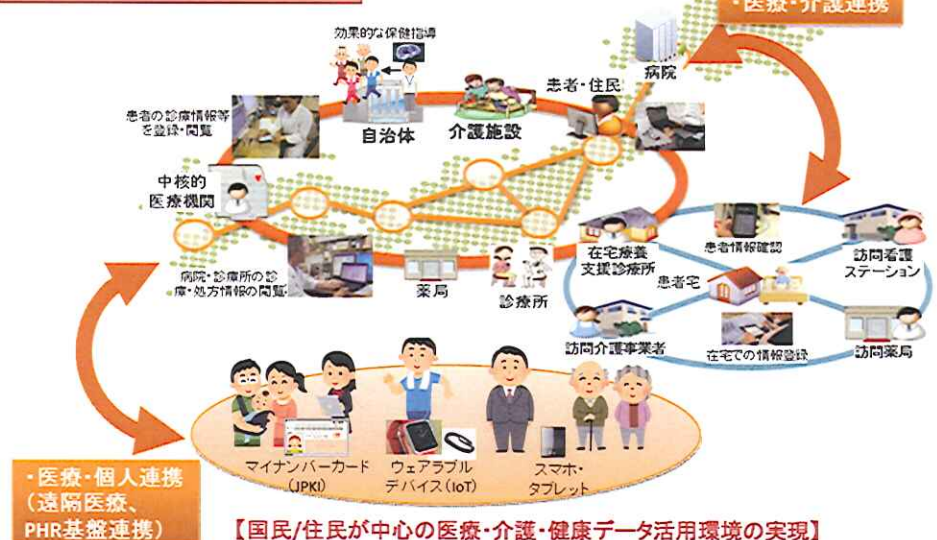 ・医療・介護連携
効果的な保健指導
病院
患者・住民
患者の診療情報等
を登録・閲覧
自治体
介護施設
中核的
医療機関
在宅療養
支援診療所
患者情報確認
訪問看護
ステーション
病院・診療所の診
療・処方情報の閲覧
薬局
診療所
患者宅
訪問介護事業者
在宅での情報登録
訪問薬局
マイナンバーカード
(JPKI)
ウェアラブル
デバイス(IoT)
スマホ・
タブレット
・医療・個人連携
(遠隔医療、
PHR基盤連携)
【国民/住民が中心の医療・介護・健康データ活用環境の実現】